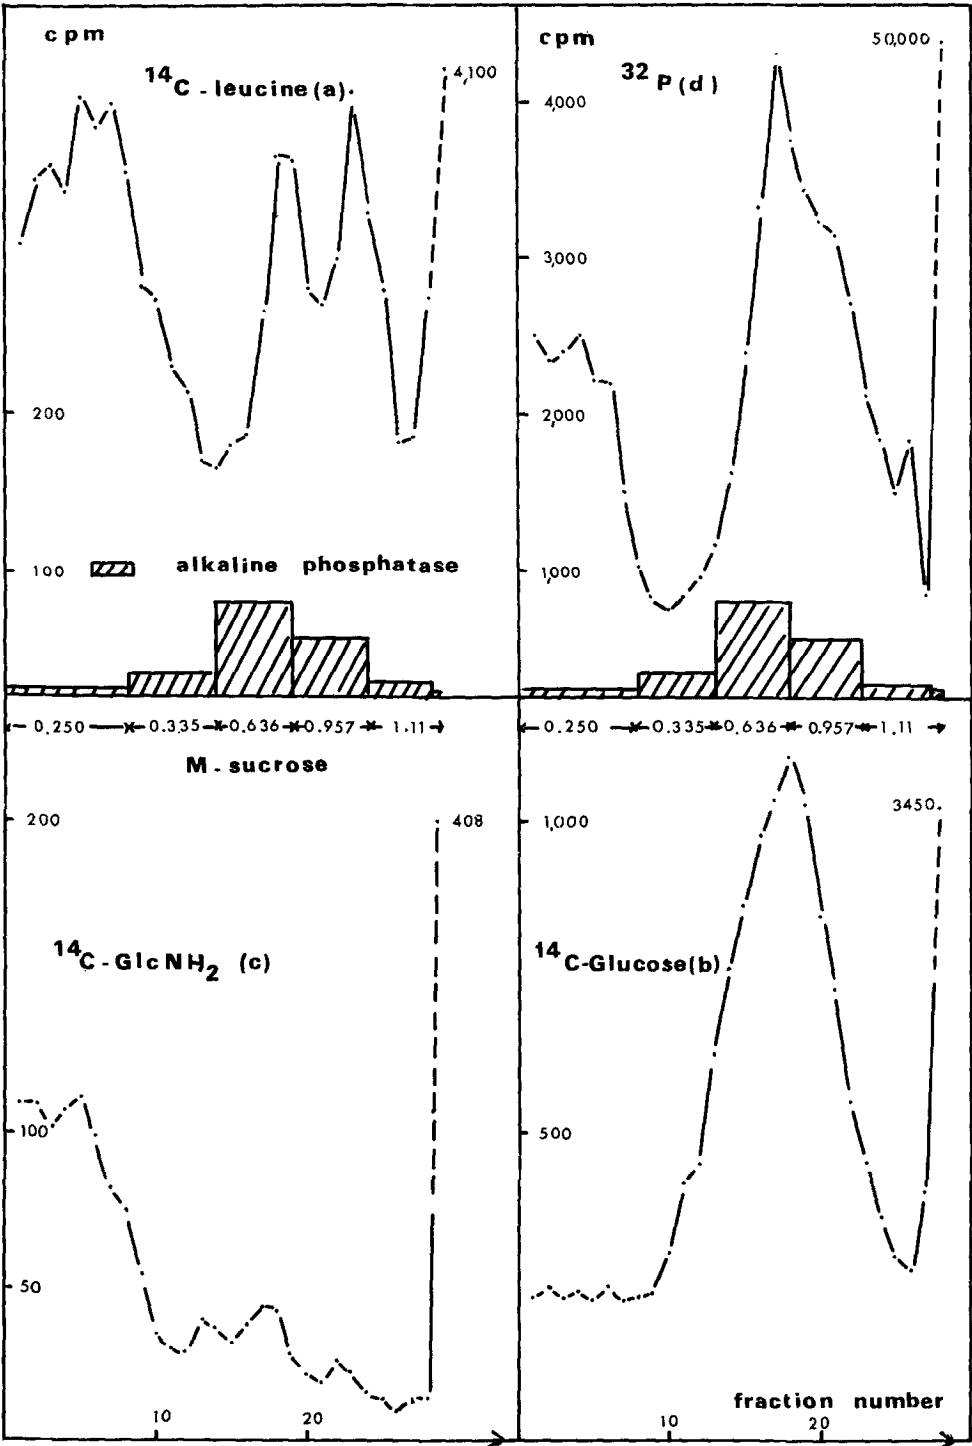 cpm
14C - leucine (a)
4,100
200
100
alkaline phosphatase
cpm
50,000
32 P (d)
4,000
3,000
2,000
1,000
0.250 0.335 0.636 0.957 1.11
M - sucrose
200
408
14C - GlcNH2 (c)
100
50
10
20
0.250 0.335 0.636 0.957 1.11
3450
1,000
14C-Glucose (b)
500
fraction number
10
20